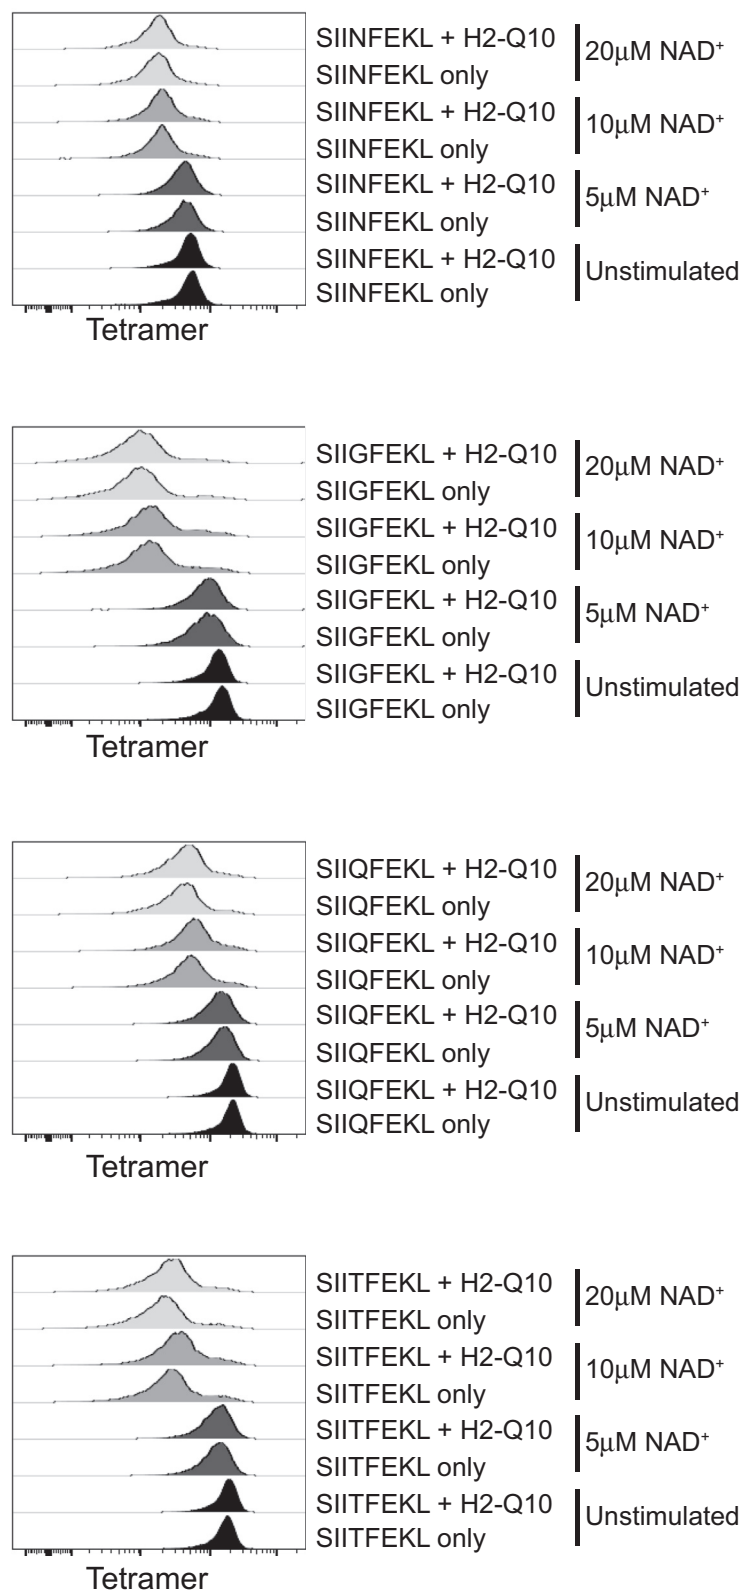 SIINFEKL + H2-Q10
20μM NAD⁺
SIINFEKL only
SIINFEKL + H2-Q10
10μM NAD⁺
SIINFEKL only
SIINFEKL + H2-Q10
5μM NAD⁺
SIINFEKL only
SIINFEKL + H2-Q10
Unstimulated
SIINFEKL only
Tetramer
SIIGFEKL + H2-Q10
20μM NAD⁺
SIIGFEKL only
SIIGFEKL + H2-Q10
10μM NAD⁺
SIIGFEKL only
SIIGFEKL + H2-Q10
5μM NAD⁺
SIIGFEKL only
SIIGFEKL + H2-Q10
Unstimulated
SIIGFEKL only
Tetramer
SIIQFEKL + H2-Q10
20μM NAD⁺
SIIQFEKL only
SIIQFEKL + H2-Q10
10μM NAD⁺
SIIQFEKL only
SIIQFEKL + H2-Q10
5μM NAD⁺
SIIQFEKL only
SIIQFEKL + H2-Q10
Unstimulated
SIIQFEKL only
Tetramer
SIITFEKL + H2-Q10
20μM NAD⁺
SIITFEKL only
SIITFEKL + H2-Q10
10μM NAD⁺
SIITFEKL only
SIITFEKL + H2-Q10
5μM NAD⁺
SIITFEKL only
SIITFEKL + H2-Q10
Unstimulated
SIITFEKL only
Tetramer